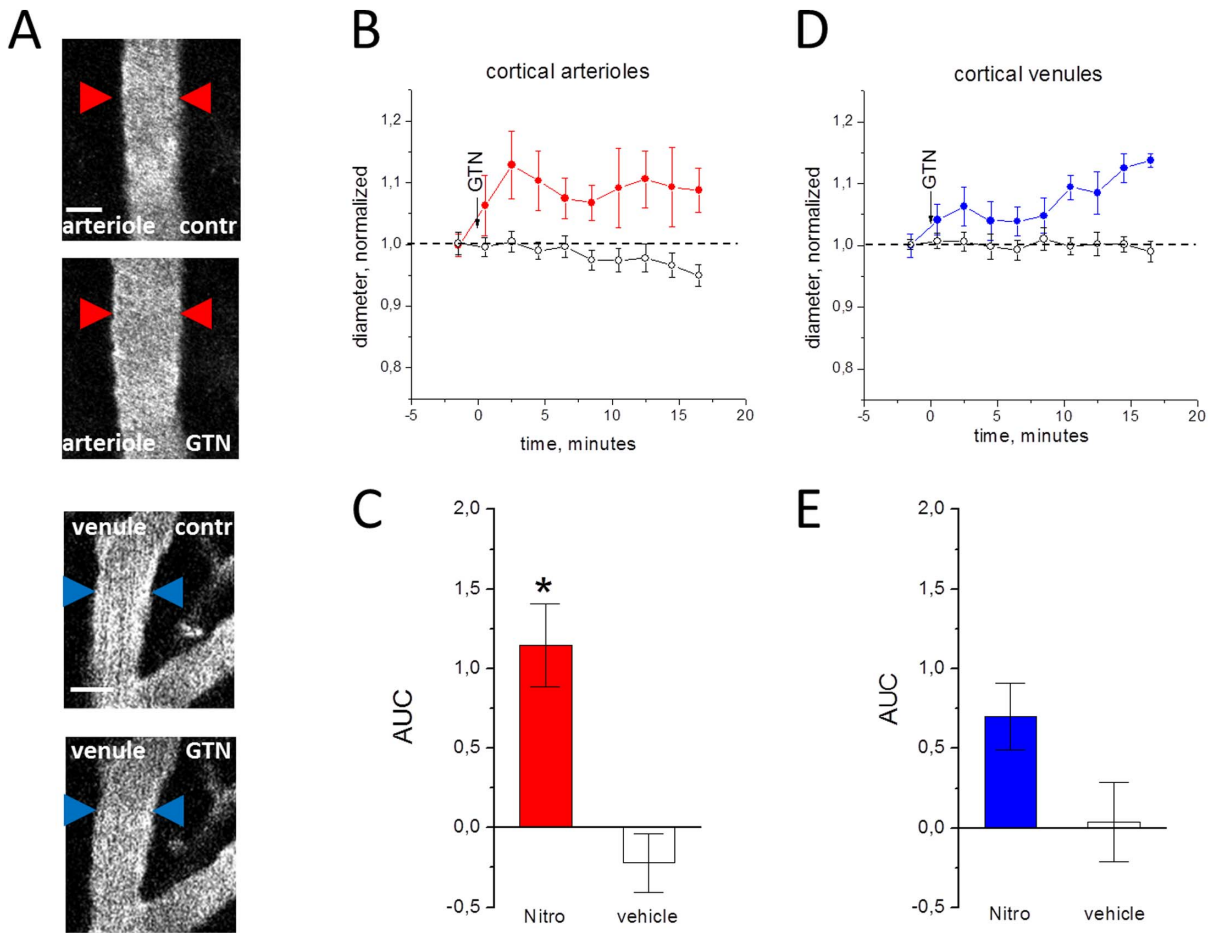 A
arteriole contr
arteriole GTN
venule contr
venule GTN
B
cortical arterioles
diameter, normalized
1,2
1,1
1,0
0,9
0,8
GTN
-5 0 5 10 15 20
time, minutes
D
cortical venules
diameter, normalized
1,2
1,1
1,0
0,9
0,8
GTN
-5 0 5 10 15 20
time, minutes
C
AUC
2,0
1,5
1,0
0,5
0,0
-0,5
*
Nitro vehicle
E
AUC
2,0
1,5
1,0
0,5
0,0
-0,5
Nitro vehicle